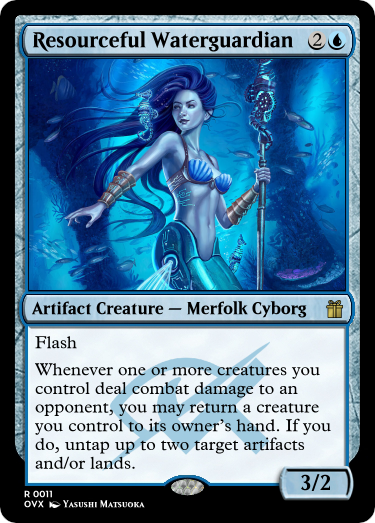 Resourceful Waterguardian 2
Artifact Creature — Merfolk Cyborg
Flash
Whenever one or more creatures you
control deal combat damage to an
opponent, you may return a creature
you control to its owner's hand. If you
do, untap up to two target artifacts
and/or lands.
3/2
R 0011
OVX Yasushi Matsuoka